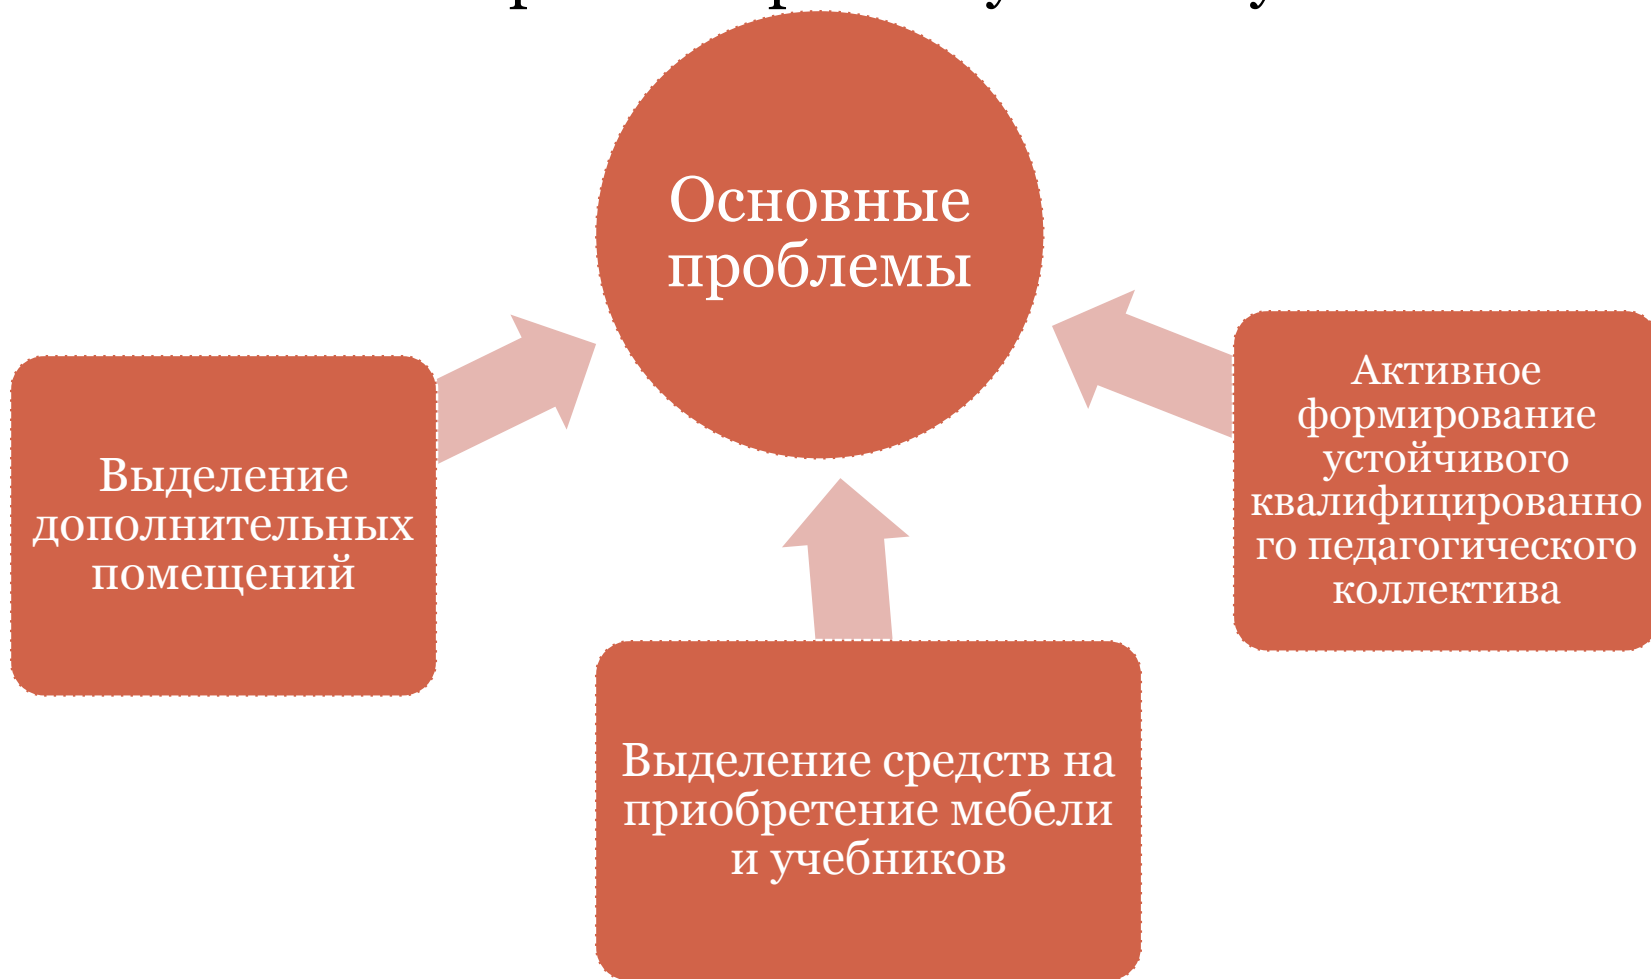 Основные
проблемы
Выделение
дополнительных
помещений
Выделение средств на
приобретение мебели
и учебников
Активное
формирование
устойчивого
квалифицированно
го педагогического
коллектива